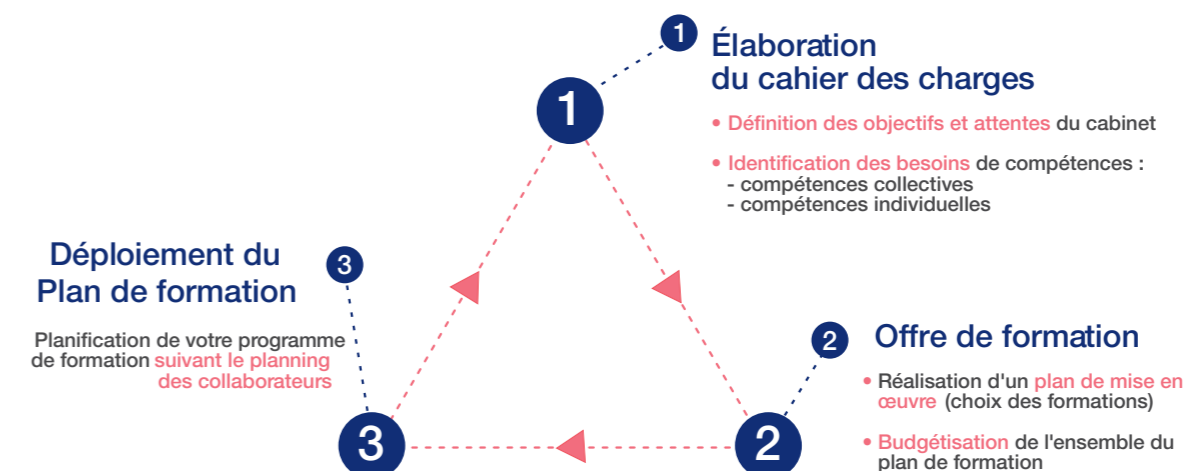 1
Élaboration
du cahier des charges
• Définition des objectifs et attentes du cabinet
• Identification des besoins de compétences :
- compétences collectives
- compétences individuelles
1
2
Offre de formation
• Réalisation d'un plan de mise en
œuvre (choix des formations)
• Budgétisation de l'ensemble du
plan de formation
2
3
Déploiement du
Plan de formation
Planification de votre programme
de formation suivant le planning
des collaborateurs
3